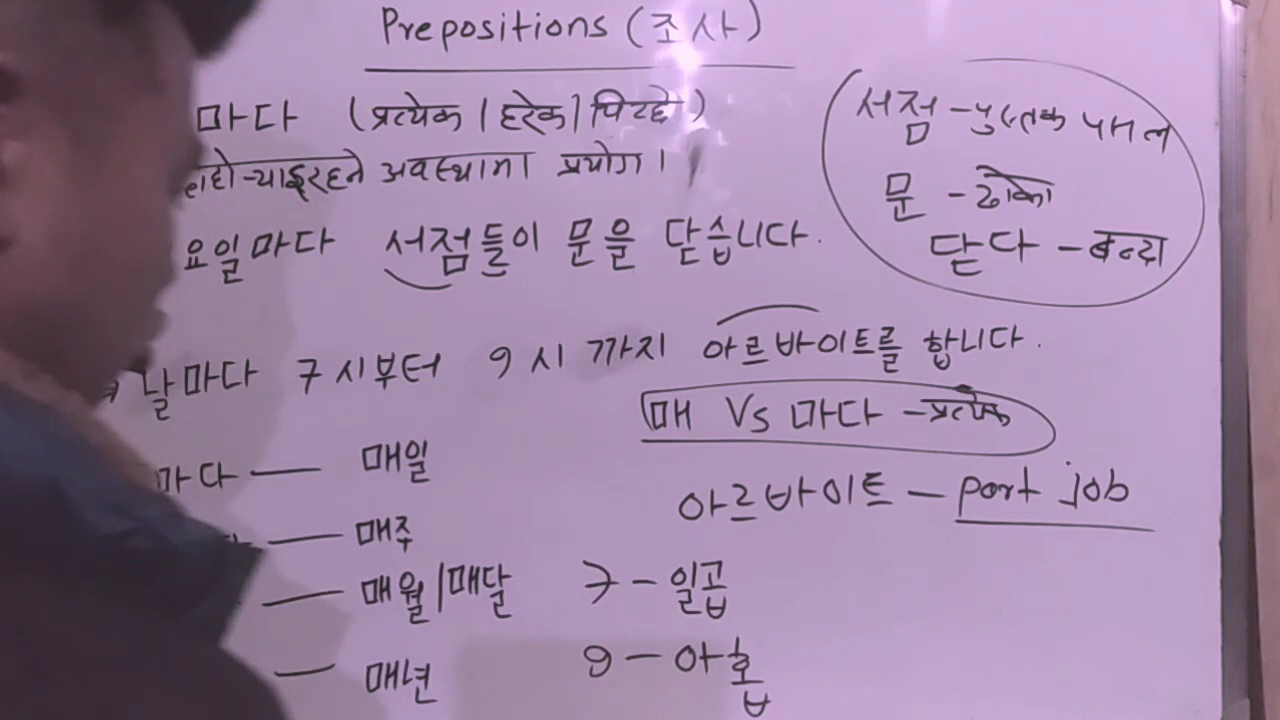 Prepositions (조사)
마다 (प्रत्येक / हरेक / पिच्छे)
अवस्थामा प्रयोग।
요일마다 서점들이 문을 닫습니다.
날마다 7시부터 9시까지 아르바이트를 합니다.
마다 — 매일
— 매주
— 매월/매달
— 매년
서점 - पुस्तक पसल
문 - ढोका
닫다 - बन्द
매 Vs 마다 - प्रत्येक
아르바이트 — part job
7 - 일곱
9 - 아홉